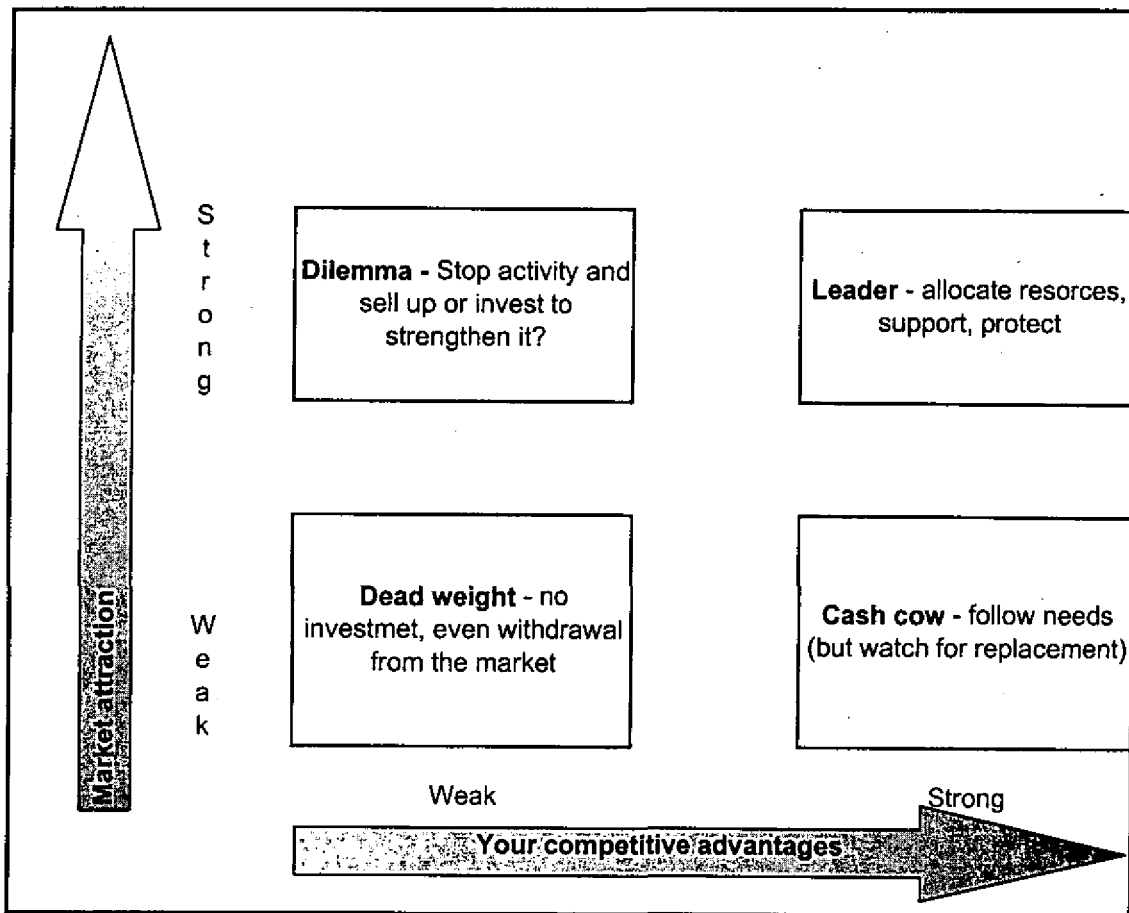 Strong
Dilemma - Stop activity and
sell up or invest to
strengthen it?
Leader - allocate resorces,
support, protect
Market attraction
Weak
Dead weight - no
investmet, even withdrawal
from the market
Cash cow - follow needs
(but watch for replacement)
Weak
Strong
Your competitive advantages